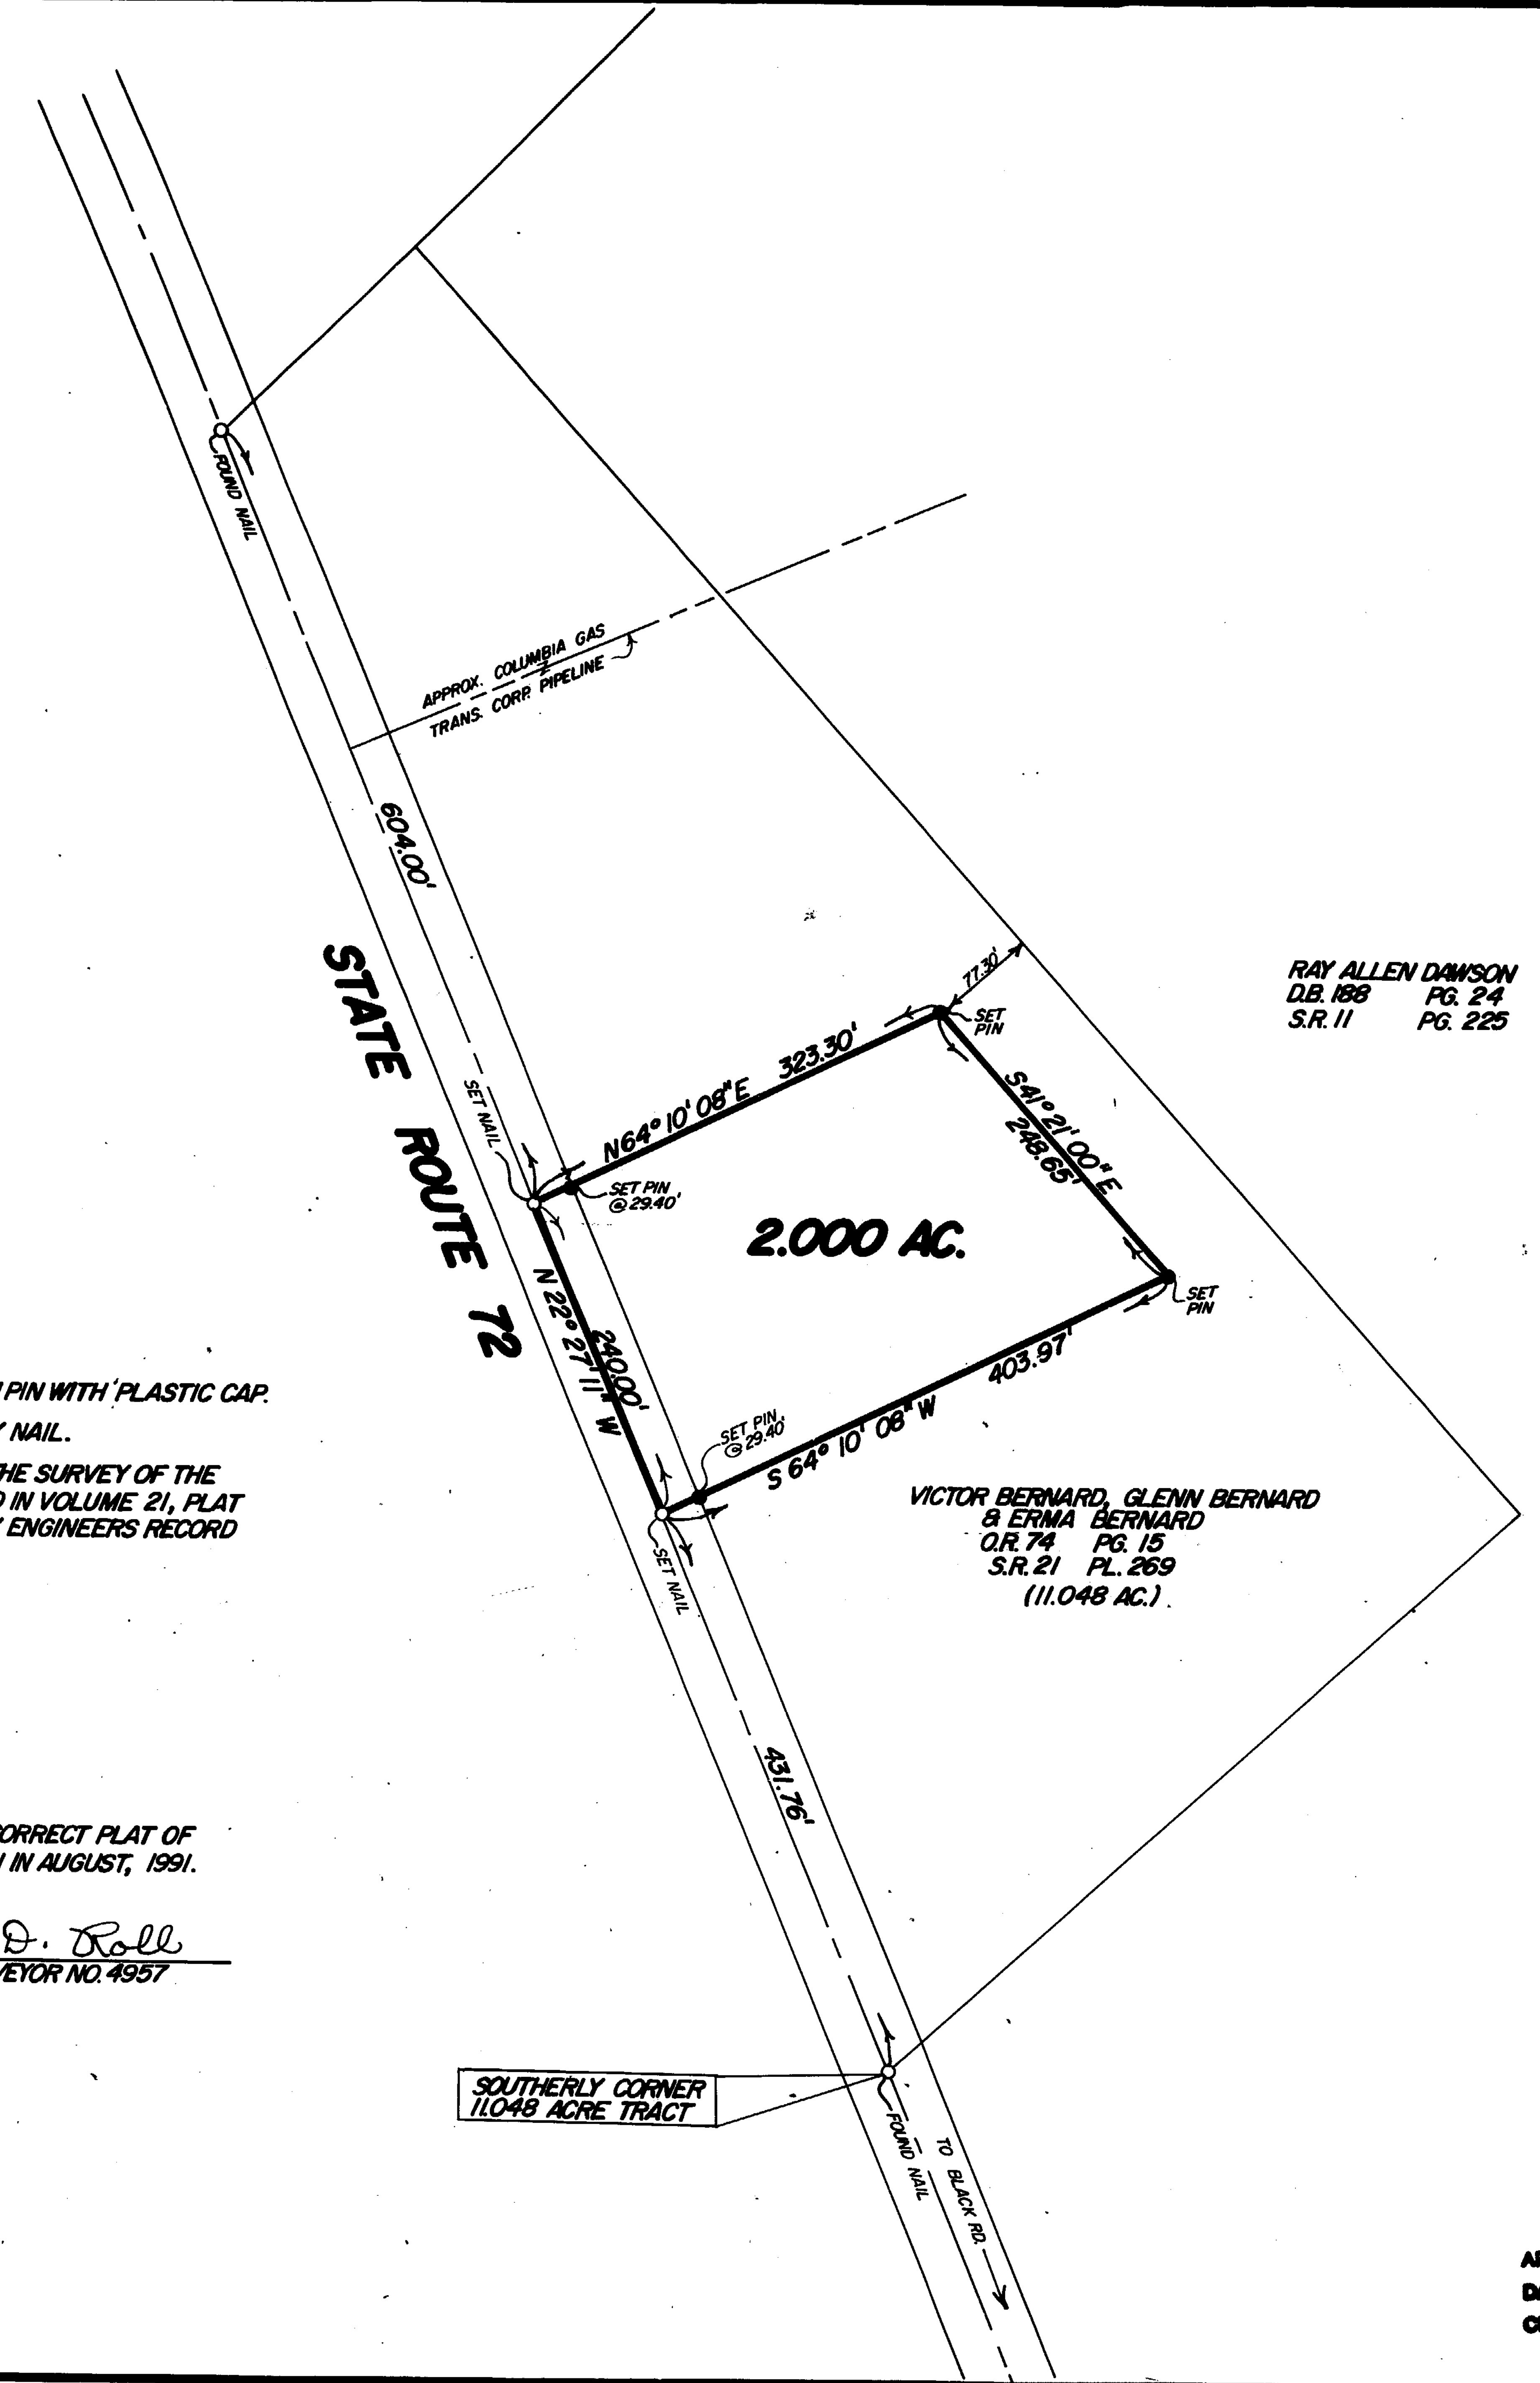 FOUND NAIL
APPROX. COLUMBIA GAS
TRANS. CORP. PIPELINE
604.00'
STATE ROUTE 72
RAY ALLEN DAWSON
D.B. 188 PG. 24
S.R. 11 PG. 225
77.30'
SET
PIN
N 64° 10' 08" E 323.30'
SET NAIL
SET PIN
@ 29.40'
S 41° 21' 00" E
248.65'
2.000 AC.
SET
PIN
N 22° 27' 11" W
240.00'
403.97'
S 64° 10' 08" W
SET PIN
@ 29.40'
SET NAIL
PIN WITH PLASTIC CAP.
NAIL.
HE SURVEY OF THE
IN VOLUME 21, PLAT
ENGINEERS RECORD
VICTOR BERNARD, GLENN BERNARD
& ERMA BERNARD
O.R. 74 PG. 15
S.R. 21 PL. 269
(11.048 AC.)
431.76'
CORRECT PLAT OF
IN AUGUST, 1991.
D. Roll
VEYOR NO. 4957
SOUTHERLY CORNER
11.048 ACRE TRACT
FOUND NAIL
TO BLACK RD.